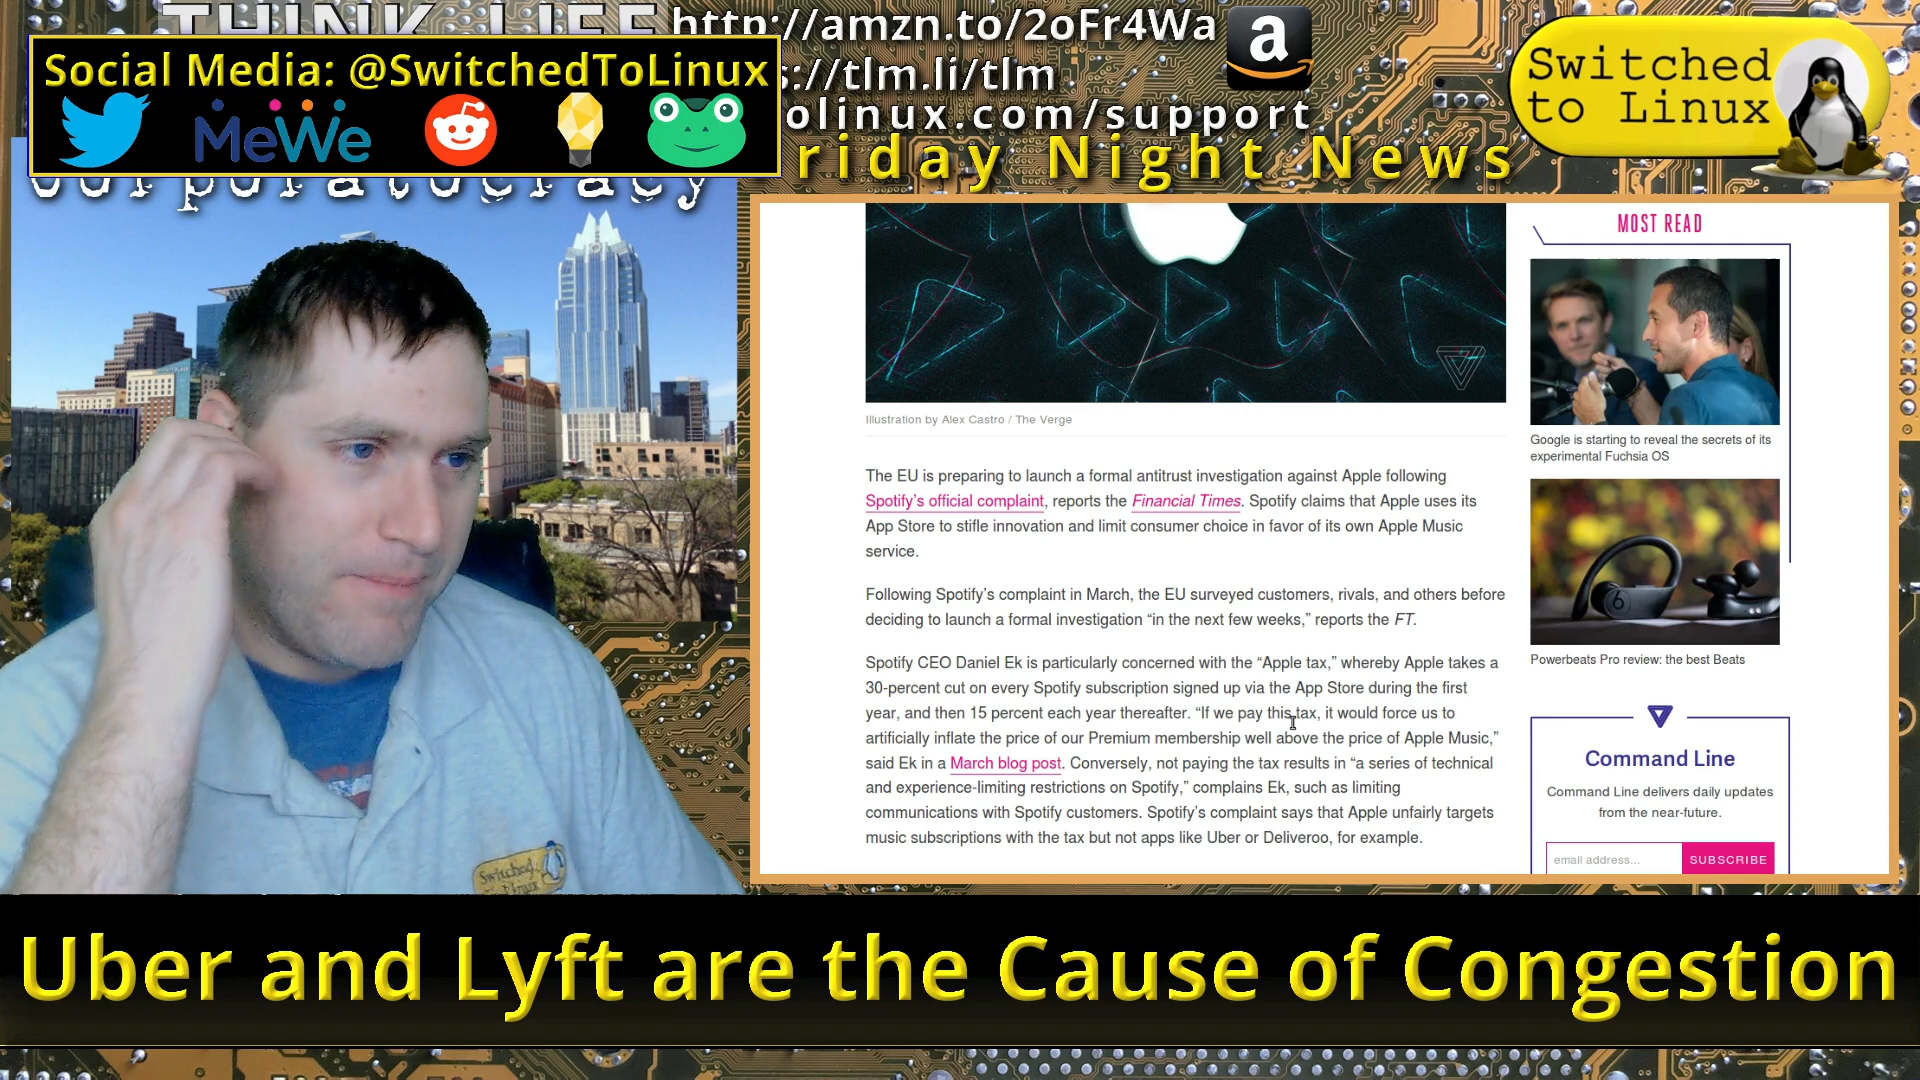 THINK LIFE
http://amzn.to/2oFr4Wa
a
Social Media: @SwitchedToLinux
s://tlm.li/tlm
MeWe
olinux.com/support
riday Night News
Switched
to Linux
corporatocracy
MOST READ
Illustration by Alex Castro / The Verge
The EU is preparing to launch a formal antitrust investigation against Apple following
Spotify’s official complaint, reports the Financial Times. Spotify claims that Apple uses its
App Store to stifle innovation and limit consumer choice in favor of its own Apple Music
service.
Following Spotify’s complaint in March, the EU surveyed customers, rivals, and others before
deciding to launch a formal investigation “in the next few weeks,” reports the FT.
Spotify CEO Daniel Ek is particularly concerned with the “Apple tax,” whereby Apple takes a
30-percent cut on every Spotify subscription signed up via the App Store during the first
year, and then 15 percent each year thereafter. “If we pay this tax, it would force us to
artificially inflate the price of our Premium membership well above the price of Apple Music,”
said Ek in a March blog post. Conversely, not paying the tax results in “a series of technical
and experience-limiting restrictions on Spotify,” complains Ek, such as limiting
communications with Spotify customers. Spotify’s complaint says that Apple unfairly targets
music subscriptions with the tax but not apps like Uber or Deliveroo, for example.
Google is starting to reveal the secrets of its
experimental Fuchsia OS
Powerbeats Pro review: the best Beats
Command Line
Command Line delivers daily updates
from the near-future.
email address...
SUBSCRIBE
Switched
to Linux
Uber and Lyft are the Cause of Congestion